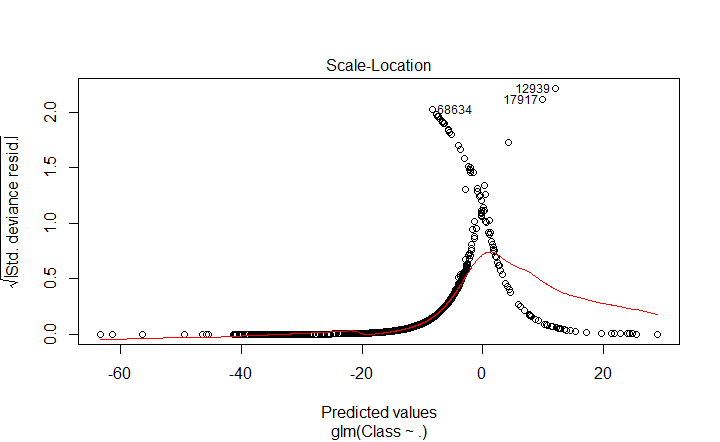 Scale-Location
√|Std. deviance resid.|
2.0
1.5
1.0
0.5
0.0
12939
17917
68634
-60 -40 -20 0 20
Predicted values
glm(Class ~ .)